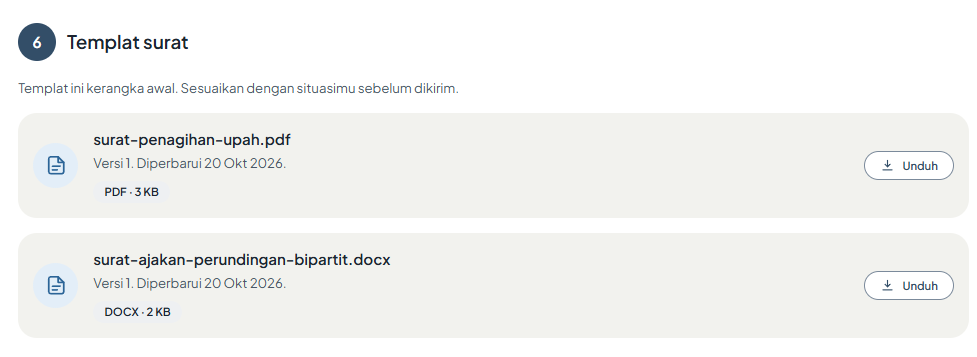 6
Templat surat
Templat ini kerangka awal. Sesuaikan dengan situasimu sebelum dikirim.
surat-penagihan-upah.pdf
Versi 1. Diperbarui 20 Okt 2026.
PDF · 3 KB
Unduh
surat-ajakan-perundingan-bipartit.docx
Versi 1. Diperbarui 20 Okt 2026.
DOCX · 2 KB
Unduh